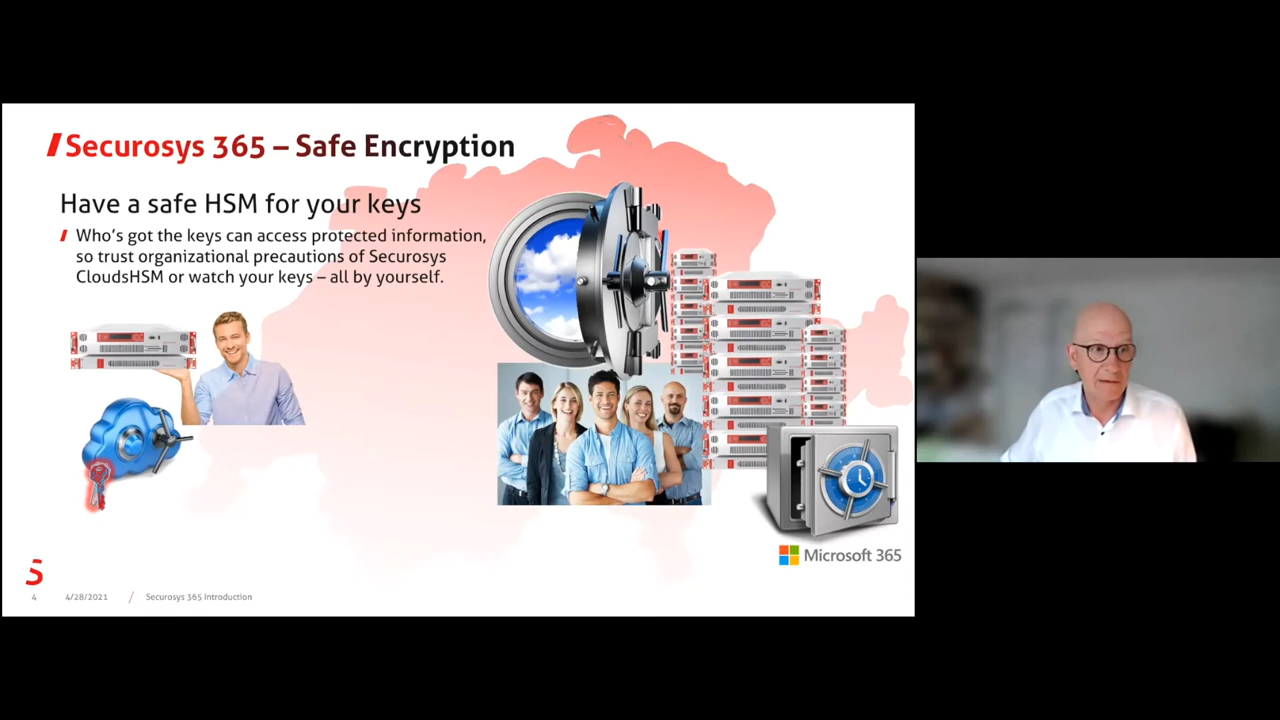 Securosys 365 – Safe Encryption
Have a safe HSM for your keys
Who's got the keys can access protected information,
so trust organizational precautions of Securosys
CloudsHSM or watch your keys – all by yourself.
Microsoft 365
4
4/28/2021
Securosys 365 Introduction